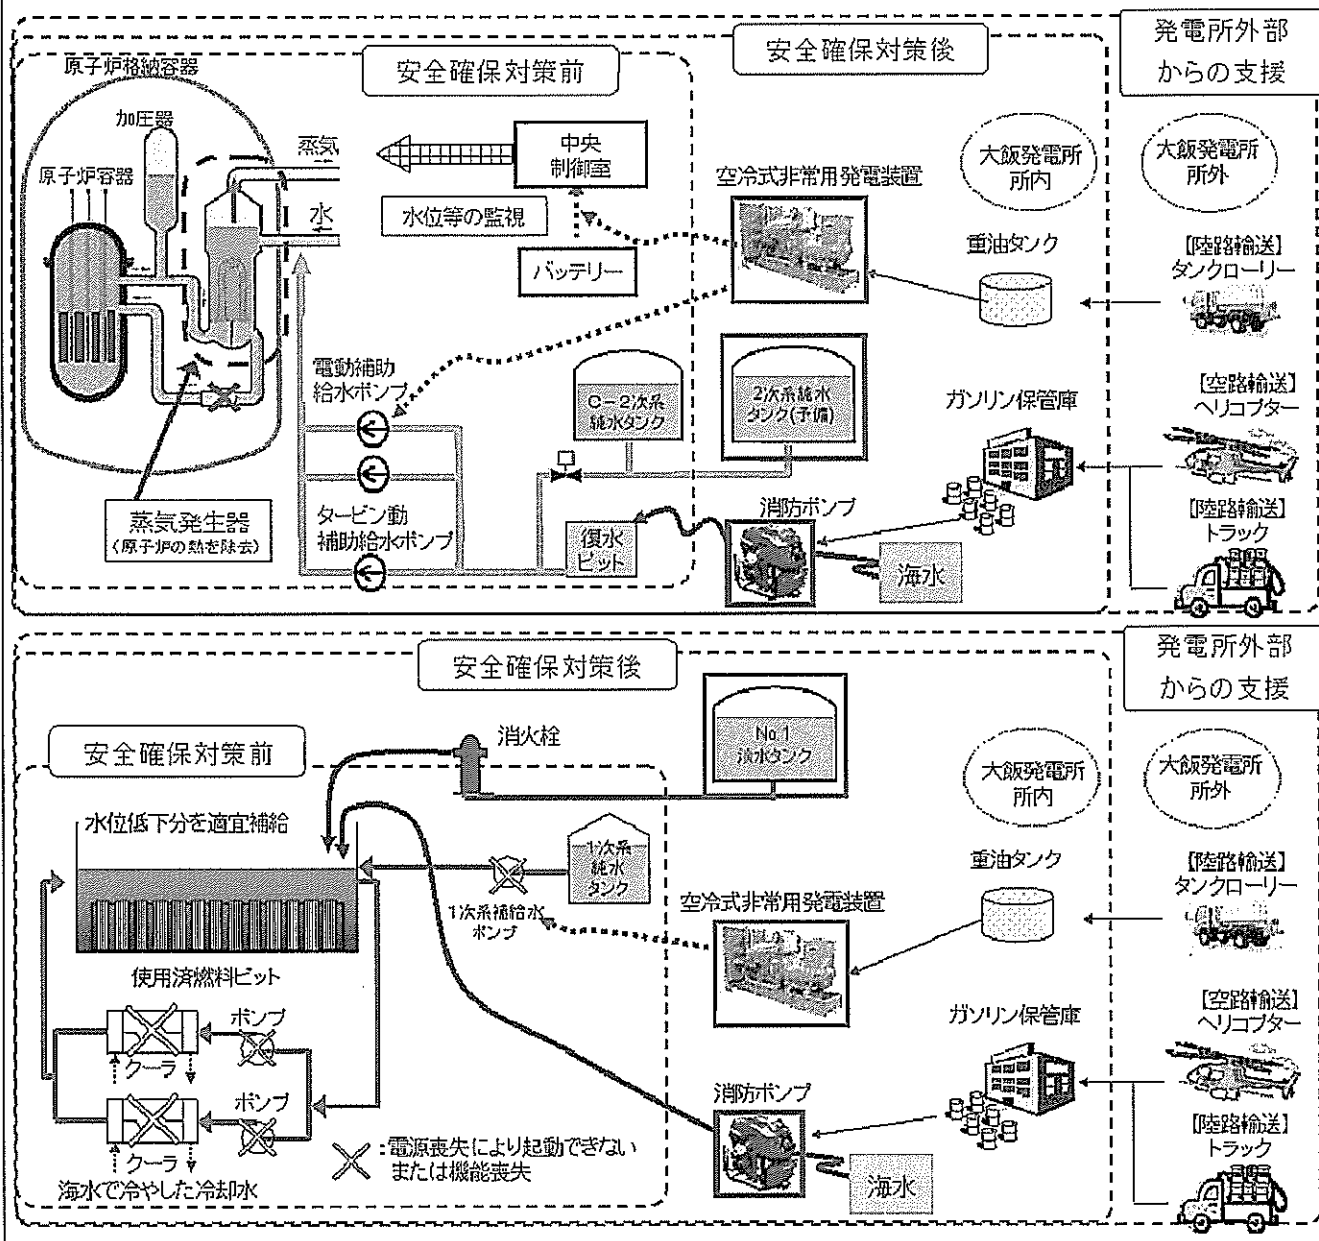 発電所外部
からの支援
安全確保対策後
安全確保対策前
原子炉格納容器
加圧器
原子炉容器
蒸気
水
中央
制御室
水位等の監視
バッテリー
空冷式非常用発電装置
大飯発電所
所内
大飯発電所
所外
重油タンク
【陸路輸送】
タンクローリー
電動補助
給水ポンプ
C-2次系
純水タンク
2次系純水
タンク(予備)
ガソリン保管庫
【空路輸送】
ヘリコプター
蒸気発生器
(原子炉の熱を除去)
タービン動
補助給水ポンプ
復水
ピット
消防ポンプ
海水
【陸路輸送】
トラック
発電所外部
からの支援
安全確保対策後
安全確保対策前
消火栓
No.1
淡水タンク
大飯発電所
所内
大飯発電所
所外
水位低下分を適宜補給
1次系
純水
タンク
1次系補給水
ポンプ
空冷式非常用発電装置
重油タンク
【陸路輸送】
タンクローリー
使用済燃料ピット
ポンプ
クーラ
ポンプ
クーラ
海水で冷やした冷却水
:電源喪失により起動できない
または機能喪失
消防ポンプ
海水
ガソリン保管庫
【空路輸送】
ヘリコプター
【陸路輸送】
トラック